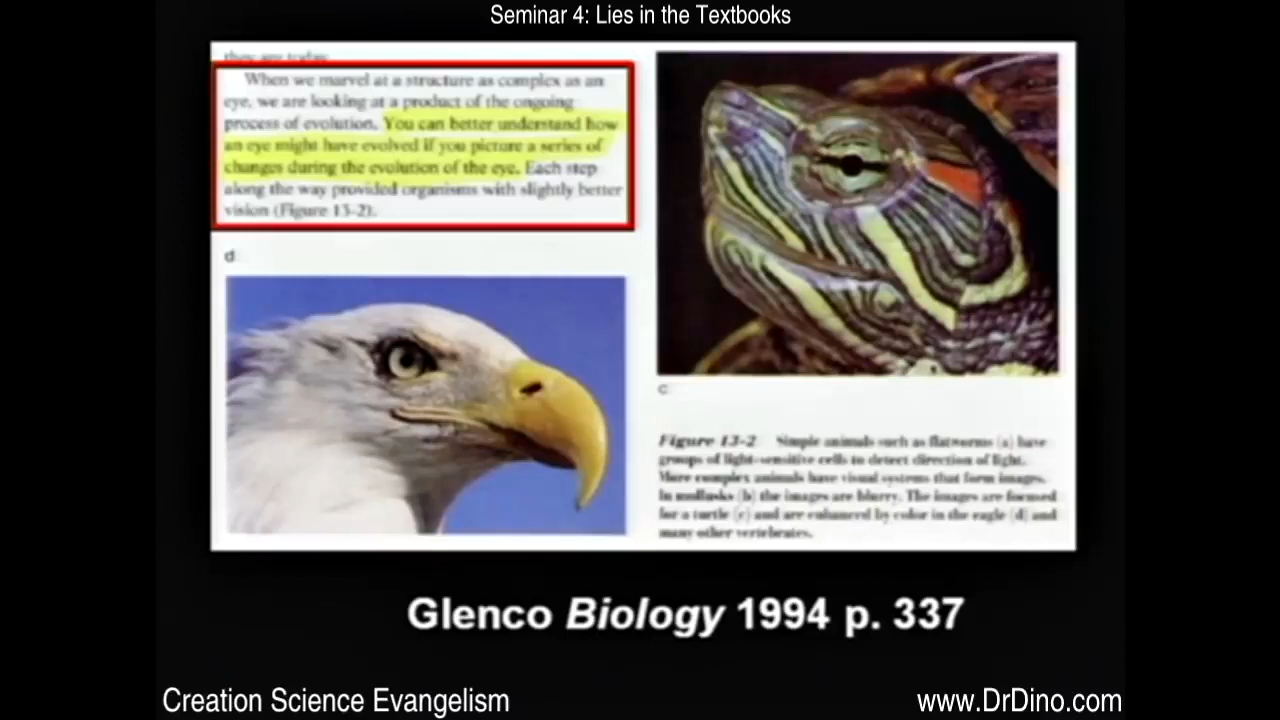 Seminar 4: Lies in the Textbooks
they are today
When we marvel at a structure as complex as an
eye, we are looking at a product of the ongoing
process of evolution. You can better understand how
an eye might have evolved if you picture a series of
changes during the evolution of the eye. Each step
along the way provided organisms with slightly better
vision (Figure 13-2).
d
c
Figure 13-2 Simple animals such as flatworms (a) have
groups of light-sensitive cells to detect direction of light.
More complex animals have visual systems that form images.
In mollusks (b) the images are blurry. The images are focused
for a turtle (c) and are enhanced by color in the eagle (d) and
many other vertebrates.
Glenco Biology 1994 p. 337
Creation Science Evangelism
www.DrDino.com